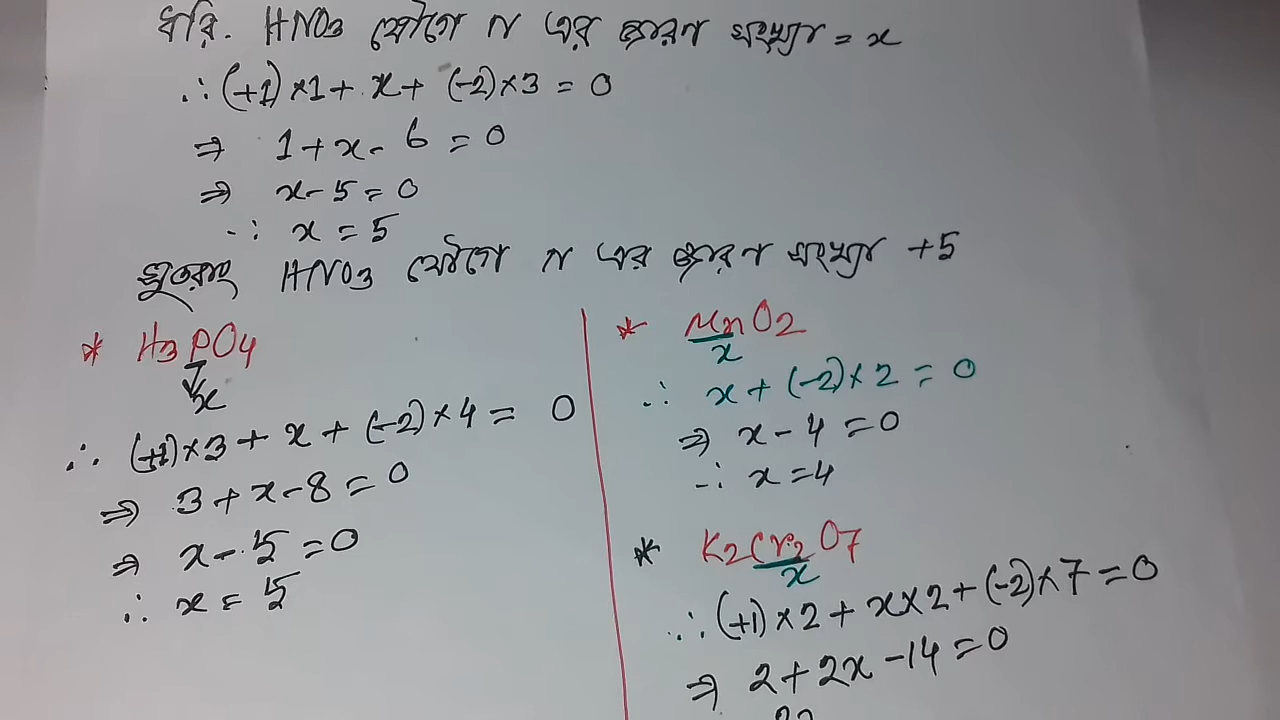 ধরি. HNO3 যৌগে N এর জারন সংখ্যা = x
∴ (+1)×1 + x + (-2)×3 = 0
⇒ 1 + x - 6 = 0
⇒ x - 5 = 0
∴ x = 5
সুতরাং HNO3 যৌগে N এর জারন সংখ্যা +5
* H3PO4
x
∴ (+1)×3 + x + (-2)×4 = 0
⇒ 3 + x - 8 = 0
⇒ x - 5 = 0
∴ x = 5
* MnO2
x
∴ x + (-2)×2 = 0
⇒ x - 4 = 0
∴ x = 4
* K2Cr2O7
x
∴ (+1)×2 + x×2 + (-2)×7 = 0
⇒ 2 + 2x - 14 = 0